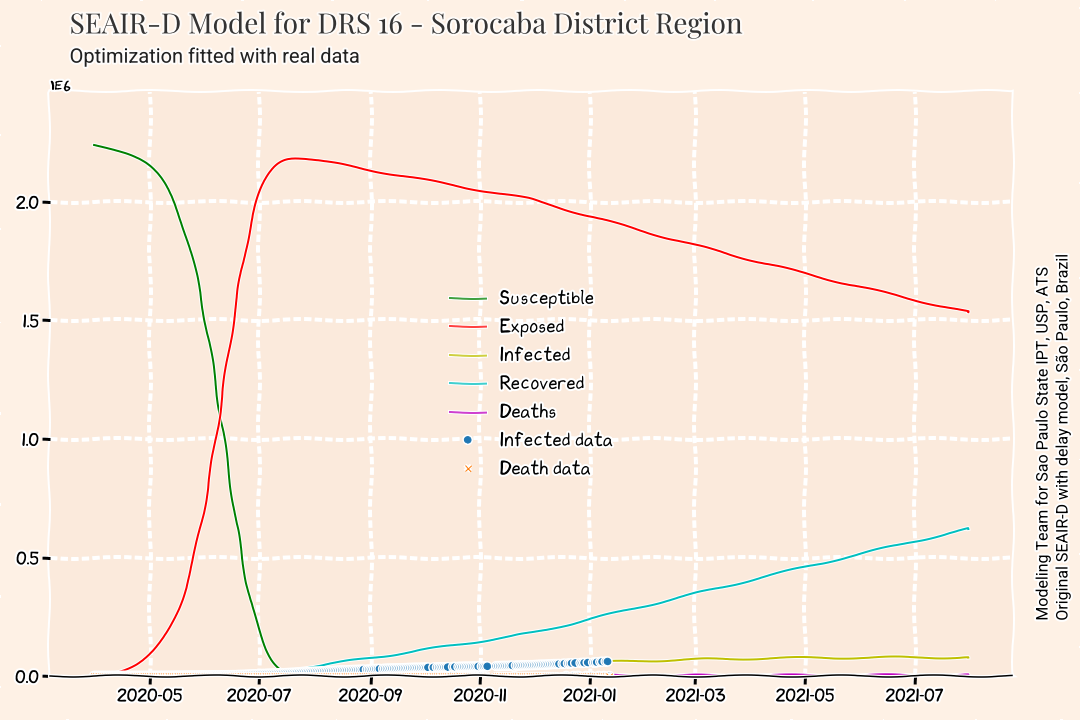 SEAIR-D Model for DRS 16 - Sorocaba District Region
Optimization fitted with real data
1E6
2.0
1.5
1.0
0.5
0.0
Susceptible
Exposed
Infected
Recovered
Deaths
Infected data
Death data
2020-05
2020-07
2020-09
2020-11
2021-01
2021-03
2021-05
2021-07
Modeling Team for Sao Paulo State IPT, USP, ATS
Original SEAIR-D with delay model, São Paulo, Brazil